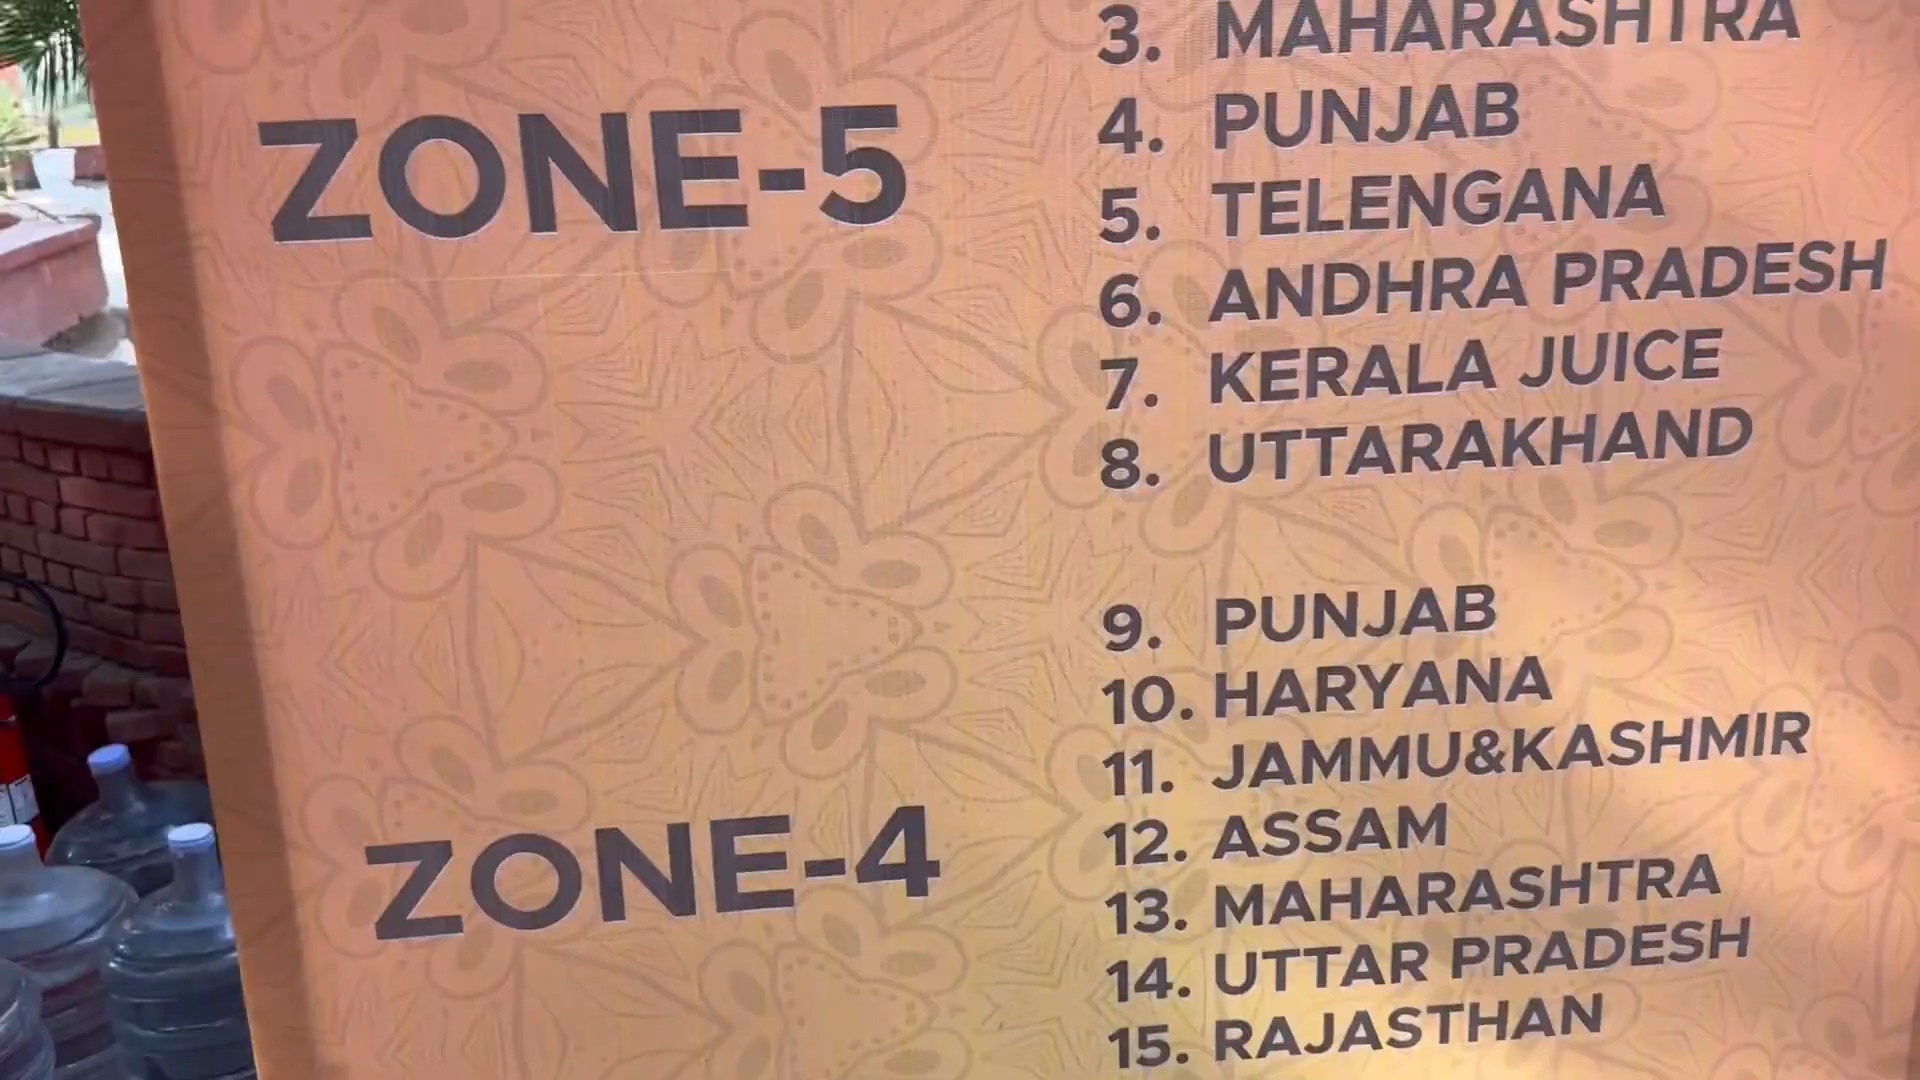 3. MAHARASHTRA
ZONE-5
4. PUNJAB
5. TELENGANA
6. ANDHRA PRADESH
7. KERALA JUICE
8. UTTARAKHAND
9. PUNJAB
10. HARYANA
11. JAMMU&KASHMIR
ZONE-4
12. ASSAM
13. MAHARASHTRA
14. UTTAR PRADESH
15. RAJASTHAN